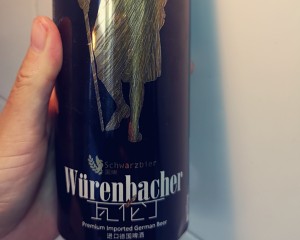 Schwarzbier
Würenbacher
瓦伦丁
Premium Imported German Beer
进口德国啤酒